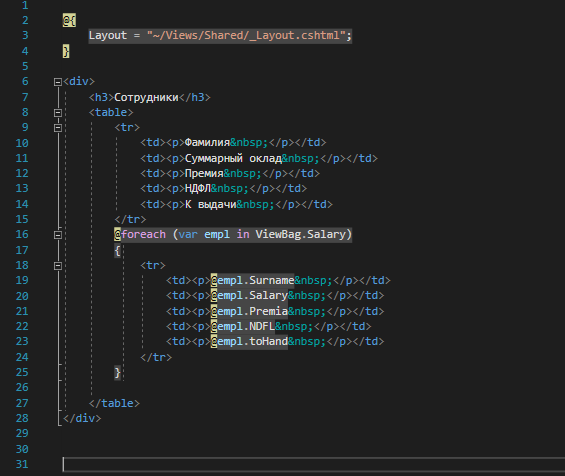 1
2 @{
3 Layout = "~/Views/Shared/_Layout.cshtml";
4 }
5
6 <div>
7 <h3>Сотрудники</h3>
8 <table>
9 <tr>
10 <td><p>Фамилия&nbsp;</p></td>
11 <td><p>Суммарный оклад&nbsp;</p></td>
12 <td><p>Премия&nbsp;</p></td>
13 <td><p>НДФЛ&nbsp;</p></td>
14 <td><p>К выдачи&nbsp;</p></td>
15 </tr>
16 @foreach (var empl in ViewBag.Salary)
17 {
18 <tr>
19 <td><p>@empl.Surname&nbsp;</p></td>
20 <td><p>@empl.Salary&nbsp;</p></td>
21 <td><p>@empl.Premia&nbsp;</p></td>
22 <td><p>@empl.NDFL&nbsp;</p></td>
23 <td><p>@empl.toHand&nbsp;</p></td>
24 </tr>
25 }
26
27 </table>
28 </div>
29
30
31